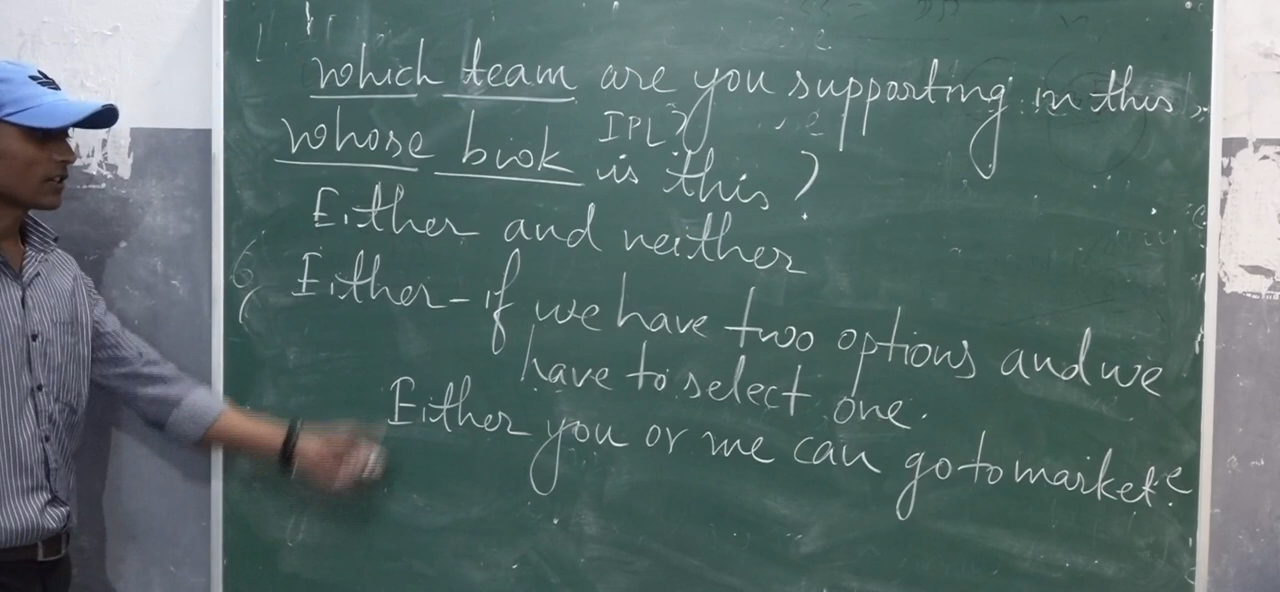 Which team are you supporting in this
IPL?
Whose book is this?
Either and neither
Either - if we have two options and we
have to select one.
Either you or me can go to market.